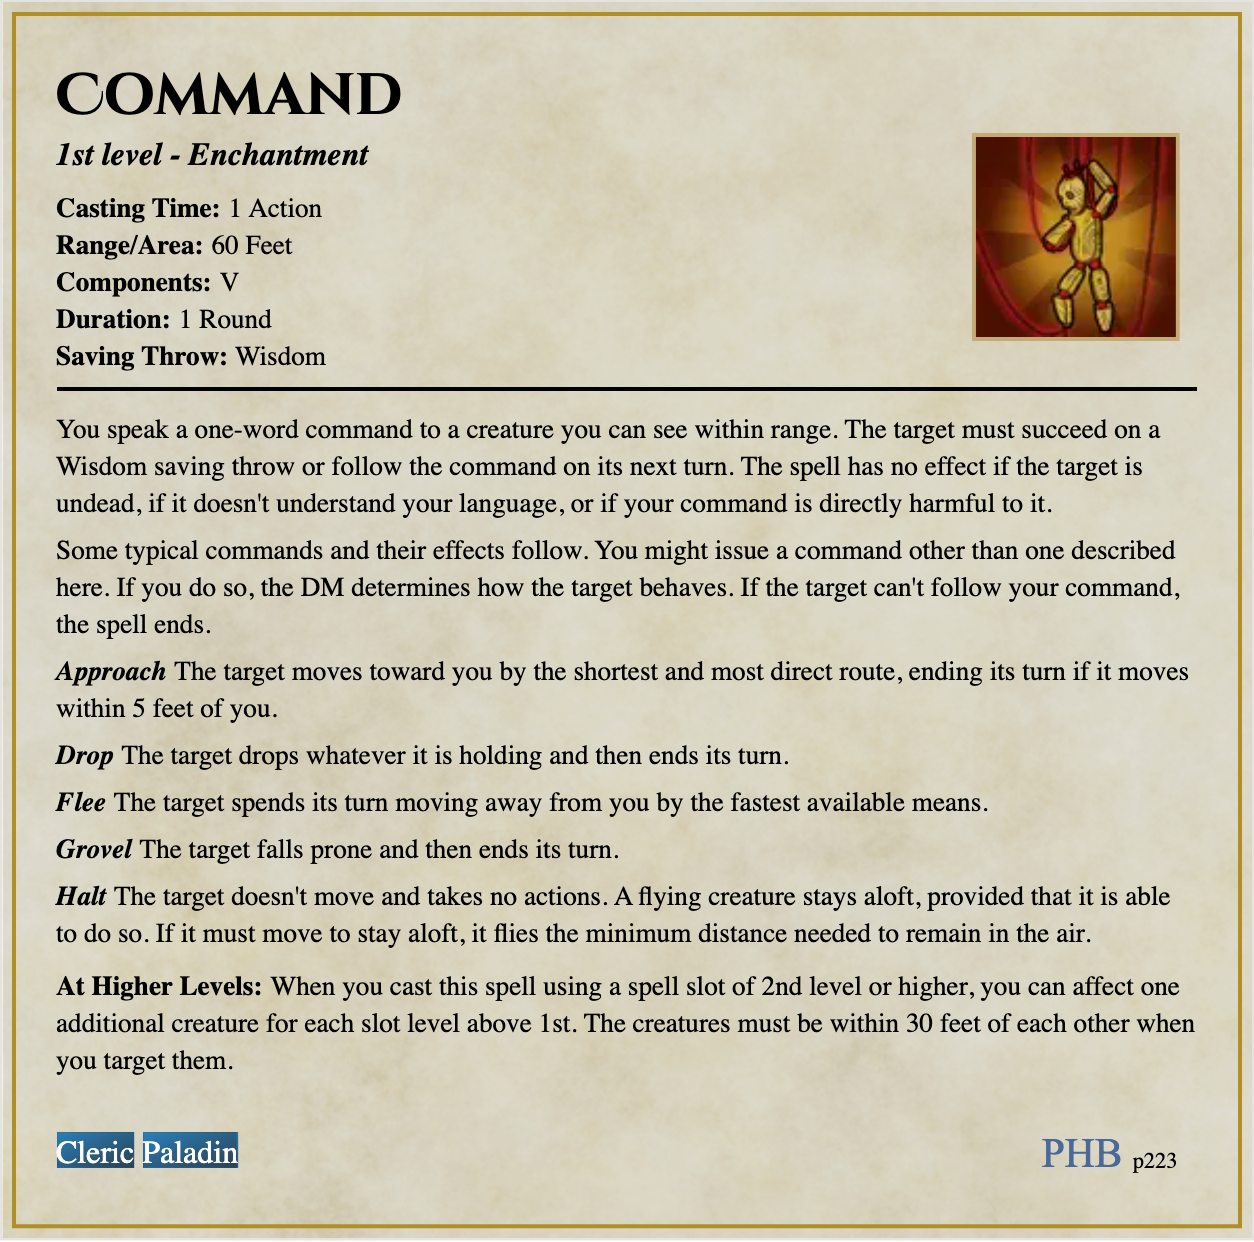 Command
1st level - Enchantment
Casting Time: 1 Action
Range/Area: 60 Feet
Components: V
Duration: 1 Round
Saving Throw: Wisdom
You speak a one-word command to a creature you can see within range. The target must succeed on a
Wisdom saving throw or follow the command on its next turn. The spell has no effect if the target is
undead, if it doesn't understand your language, or if your command is directly harmful to it.
Some typical commands and their effects follow. You might issue a command other than one described
here. If you do so, the DM determines how the target behaves. If the target can't follow your command,
the spell ends.
Approach The target moves toward you by the shortest and most direct route, ending its turn if it moves
within 5 feet of you.
Drop The target drops whatever it is holding and then ends its turn.
Flee The target spends its turn moving away from you by the fastest available means.
Grovel The target falls prone and then ends its turn.
Halt The target doesn't move and takes no actions. A flying creature stays aloft, provided that it is able
to do so. If it must move to stay aloft, it flies the minimum distance needed to remain in the air.
At Higher Levels: When you cast this spell using a spell slot of 2nd level or higher, you can affect one
additional creature for each slot level above 1st. The creatures must be within 30 feet of each other when
you target them.
Cleric Paladin
PHB p223